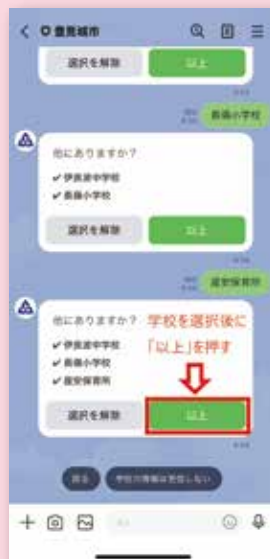 豊見城市
選択を解除
以上
長嶺小学校
他にありますか？
✓ 伊良波中学校
✓ 長嶺小学校
選択を解除
以上
座安保育所
他にありますか？
学校を選択後に
「以上」を押す
✓ 伊良波中学校
✓ 長嶺小学校
✓ 座安保育所
選択を解除
以上
戻る
学校の情報は受信しない
Aa